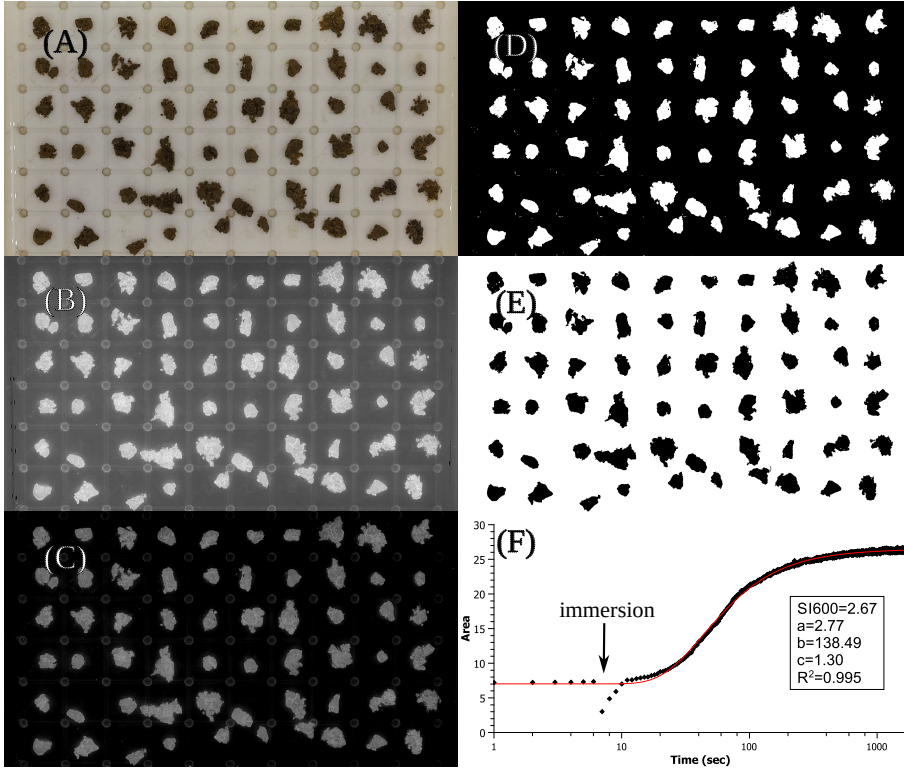 (A)
(D)
(B)
(E)
(C)
(F)
30
25
20
15
10
5
0
Area
immersion
SI600=2.67
a=2.77
b=138.49
c=1.30
R²=0.995
1
10
100
1000
Time (sec)